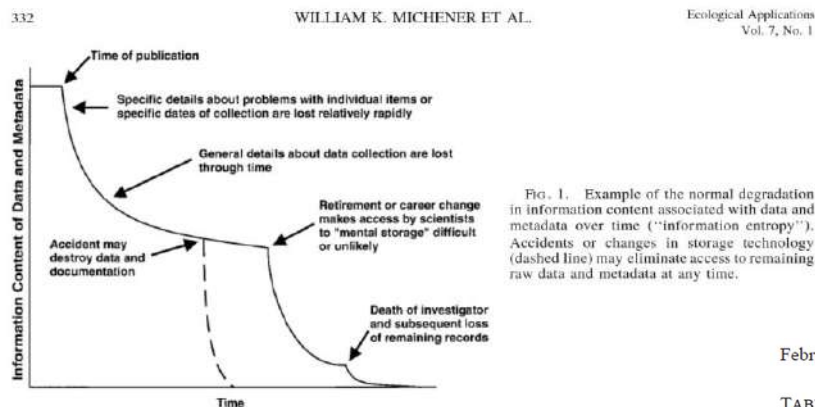 332
WILLIAM K. MICHENER ET AL.
Ecological Applications
Vol. 7, No. 1
Time of publication
Specific details about problems with individual items or
specific dates of collection are lost relatively rapidly
General details about data collection are lost
through time
Retirement or career change
makes access by scientists
to "mental storage" difficult
or unlikely
Accident may
destroy data and
documentation
Death of investigator
and subsequent loss
of remaining records
Information Content of Data and Metadata
Time
FIG. 1. Example of the normal degradation
in information content associated with data and
metadata over time ("information entropy").
Accidents or changes in storage technology
(dashed line) may eliminate access to remaining
raw data and metadata at any time.
Febr
TAB